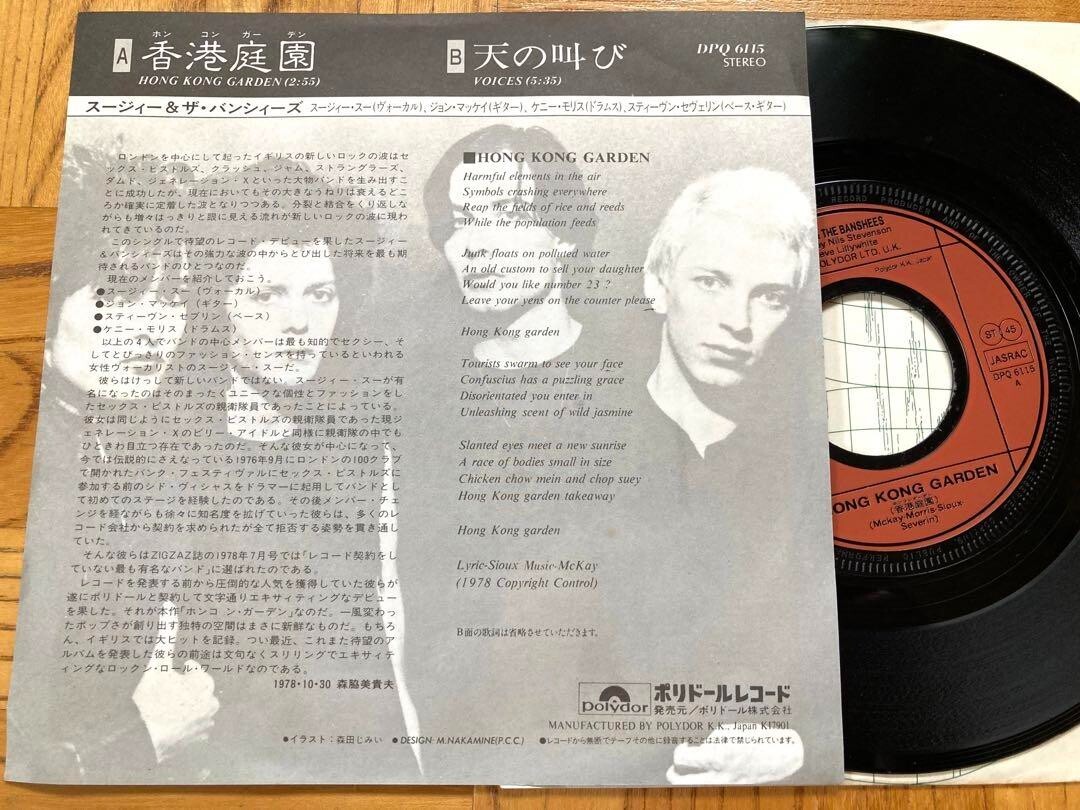 ホンコンガーデン
A 香港庭園
HONG KONG GARDEN (2:55)
B 天の叫び
VOICES (5:35)
DPQ 6115
STEREO
スージィー&ザ・バンシィーズ スージィー・スー(ヴォーカル)、ジョン・マッケイ(ギター)、ケニー・モリス(ドラムス)、スティーヴン・セヴェリン(ベース・ギター)
ロンドンを中心にして起ったイギリスの新しいロックの波はセ
ックス・ピストルズ、クラッシュ、ジャム、ストラングラーズ、
ダムド、ジェネレーション・Xといった大物バンドを生み出すこ
とに成功したが、現在においてもその大きなうねりは衰えるどこ
ろか確実に定着した波となりつつある。分裂と結合をくり返しな
がらも増々はっきりと眼に見える流れが新しいロックの波に現わ
れてきているのだ。
このシングルで待望のレコード・デビューを果したスージィー
&バンシィーズはその強力な波の中からとび出した将来を最も期
待されるバンドのひとつなのだ。
現在のメンバーを紹介しておこう。
●スージィー・スー(ヴォーカル)
●ジョン・マッケイ(ギター)
●スティーヴン・セブリン(ベース)
●ケニー・モリス(ドラムス)
以上の4人でバンドの中心メンバーは最も知的でセクシー、そ
してとびっきりのファッション・センスを持っているといわれる
女性ヴォーカリストのスージィー・スーだ。
彼らはけっして新しいバンドではない。スージィー・スーが有
名になったのはそのまったくユニークな個性とファッションをし
たセックス・ピストルズの親衛隊員であったことによっている。
彼女は同じようにセックス・ピストルズの親衛隊員であった現ジ
ェネレーション・Xのビリー・アイドルと同様に親衛隊の中でも
ひときわ目立つ存在であったのだ。そんな彼女が中心になって、
今では伝説的にさえなっている1976年9月にロンドンの100クラブ
で開かれたパンク・フェスティヴァルにセックス・ピストルズに
参加する前のシド・ヴィシャスをドラマーに起用してバンドとし
て初めてのステージを経験したのである。その後メンバー・チェ
ンジを経ながらも徐々に知名度を拡げていった彼らは、多くのレ
コード会社から契約を求められたが全て拒否する姿勢を貫き通し
ていた。
そんな彼らはZIGZAZ誌の1978年7月号では「レコード契約をし
ていない最も有名なバンド」に選ばれたのである。
レコードを発表する前から圧倒的な人気を獲得していた彼らが
遂にポリドールと契約して文字通りエキサイティングなデビュー
を果した。それが本作「ホンコン・ガーデン」なのだ。一風変わっ
たポップさが創り出す独特の空間はまさに新鮮なものだ。もちろ
ん、イギリスでは大ヒットを記録。つい最近、これまた待望のア
ルバムを発表した彼らの前途は文句なくスリリングでエキサィテ
ィングなロックン・ロール・ワールドなのである。
1978・10・30 森脇美貴夫
■HONG KONG GARDEN
Harmful elements in the air
Symbols crashing everywhere
Reap the fields of rice and reeds
While the population feeds
Junk floats on polluted water
An old custom to sell your daughter
Would you like number 23 ?
Leave your yens on the counter please
Hong Kong garden
Tourists swarm to see your face
Confuscius has a puzzling grace
Disorientated you enter in
Unleashing scent of wild jasmine
Slanted eyes meet a new sunrise
A race of bodies small in size
Chicken chow mein and chop suey
Hong Kong garden takeaway
Hong Kong garden
Lyric-Sioux Music-McKay
(1978 Copyright Control)
B面の歌詞は省略させていただきます。
polydor
ポリドールレコード
発売元/ポリドール株式会社
MANUFACTURED BY POLYDOR K.K., Japan K17901
●イラスト:森田じみい ●DESIGN: M.NAKAMINE(P.C.C.) ●レコードから無断でテープその他に録音することは法律で禁じられています。
RECORD PRODUCER
THE BANSHEES
Nils Stevenson
Steve Lillywhite
POLYDOR LTD. U.K.
Polydor K.K., Japan
ST 45
JASRAC
DPQ 6115
A
HONG KONG GARDEN
(香港庭園)
(McKay-Morris-Sioux-
Severin)